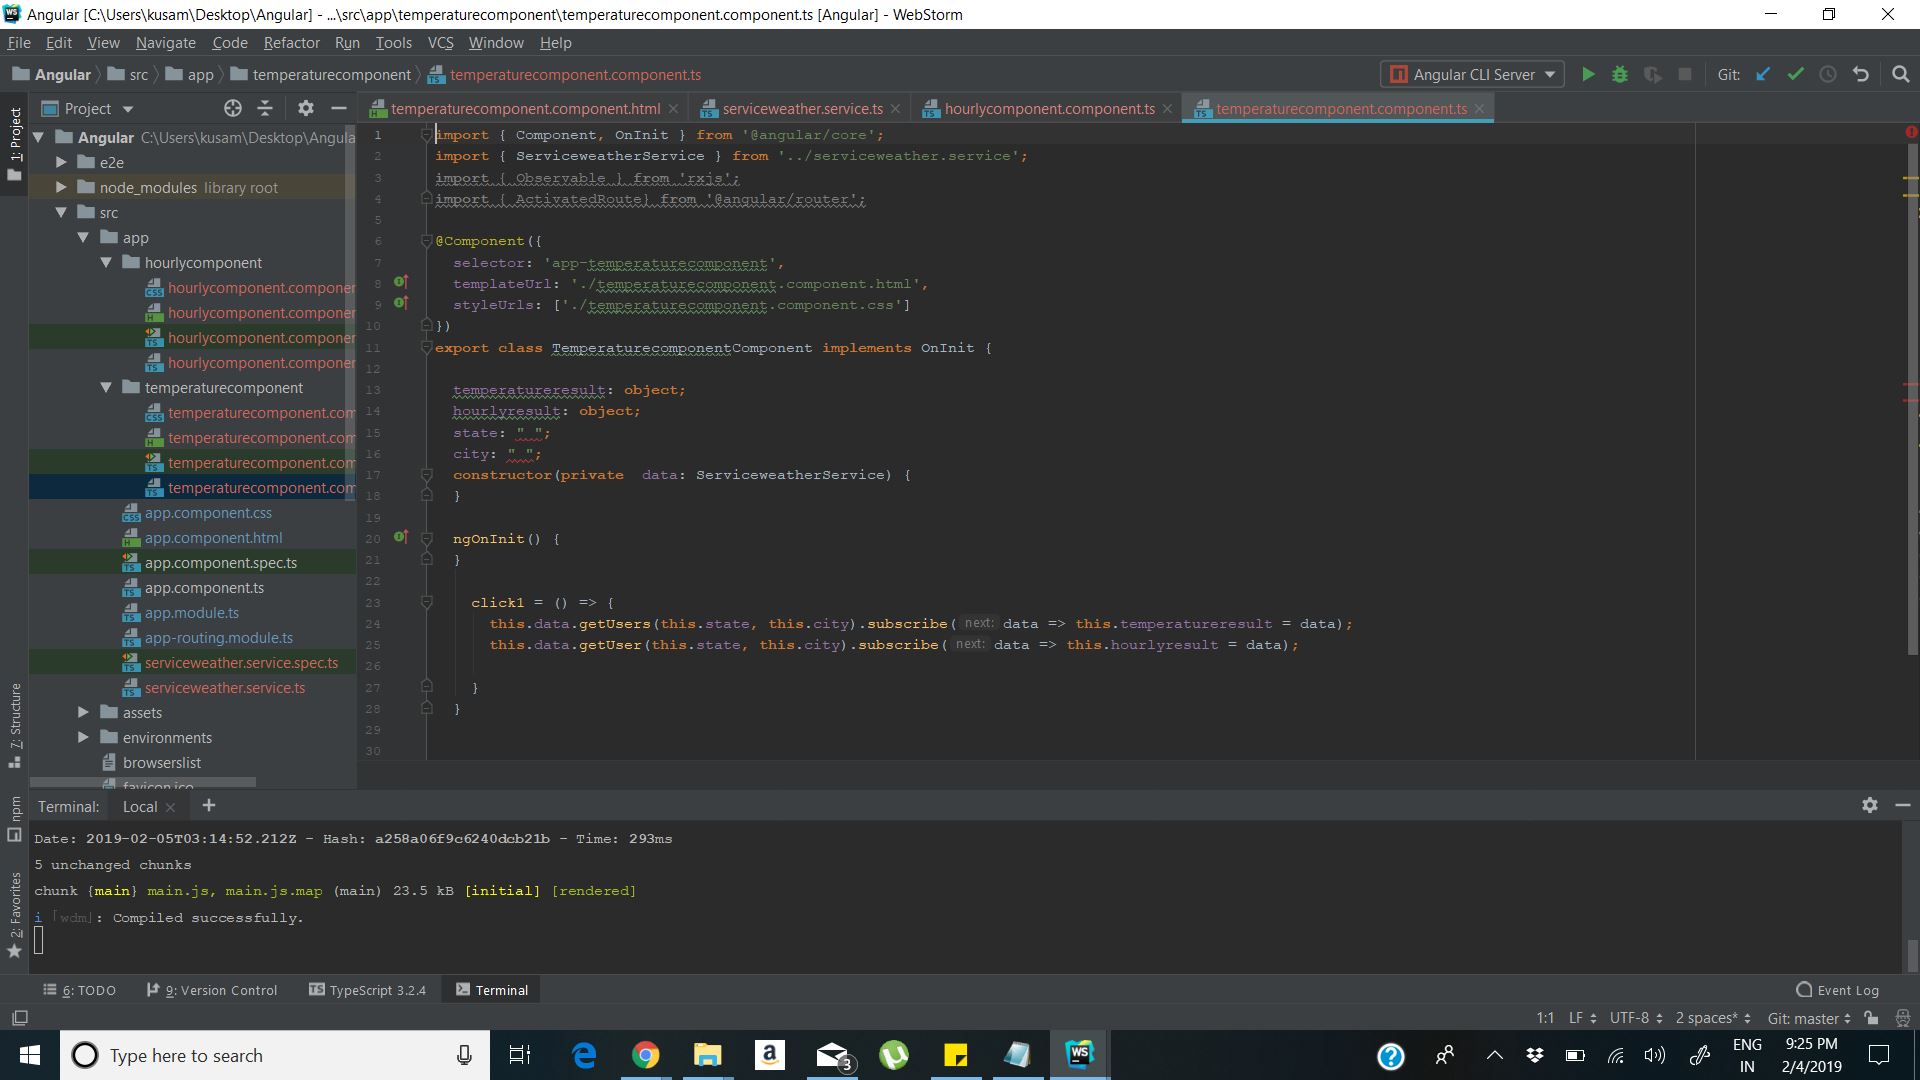 Angular [C:\Users\kusam\Desktop\Angular] - ...\src\app\temperaturecomponent\temperaturecomponent.component.ts [Angular] - WebStorm
File Edit View Navigate Code Refactor Run Tools VCS Window Help
Angular src app temperaturecomponent temperaturecomponent.component.ts Angular CLI Server Git:
Project temperaturecomponent.component.html serviceweather.service.ts hourlycomponent.component.ts temperaturecomponent.component.ts
1: Project
Angular C:\Users\kusam\Desktop\Angula
e2e
node_modules library root
src
app
hourlycomponent
hourlycomponent.componer
hourlycomponent.componer
hourlycomponent.componer
hourlycomponent.componer
temperaturecomponent
temperaturecomponent.com
temperaturecomponent.com
temperaturecomponent.com
temperaturecomponent.com
app.component.css
app.component.html
app.component.spec.ts
app.component.ts
app.module.ts
app-routing.module.ts
serviceweather.service.spec.ts
serviceweather.service.ts
assets
environments
browserslist
favicon.ico
1 import { Component, OnInit } from '@angular/core';
2 import { ServiceweatherService } from '../serviceweather.service';
3 import { Observable } from 'rxjs';
4 import { ActivatedRoute} from '@angular/router';
5
6 @Component({
7 selector: 'app-temperaturecomponent',
8 templateUrl: './temperaturecomponent.component.html',
9 styleUrls: ['./temperaturecomponent.component.css']
10 })
11 export class TemperaturecomponentComponent implements OnInit {
12
13 temperatureresult: object;
14 hourlyresult: object;
15 state: " ";
16 city: " ";
17 constructor(private data: ServiceweatherService) {
18 }
19
20 ngOnInit() {
21 }
22
23 click1 = () => {
24 this.data.getUsers(this.state, this.city).subscribe( next: data => this.temperatureresult = data);
25 this.data.getUser(this.state, this.city).subscribe( next: data => this.hourlyresult = data);
26
27 }
28 }
29
30
7: Structure
npm
2: Favorites
Terminal: Local +
Date: 2019-02-05T03:14:52.212Z - Hash: a258a06f9c6240dcb21b - Time: 293ms
5 unchanged chunks
chunk {main} main.js, main.js.map (main) 23.5 kB [initial] [rendered]
i ｢wdm｣: Compiled successfully.
6: TODO 9: Version Control TypeScript 3.2.4 Terminal Event Log
1:1 LF UTF-8 2 spaces* Git: master
Type here to search
3
ENG
IN
9:25 PM
2/4/2019